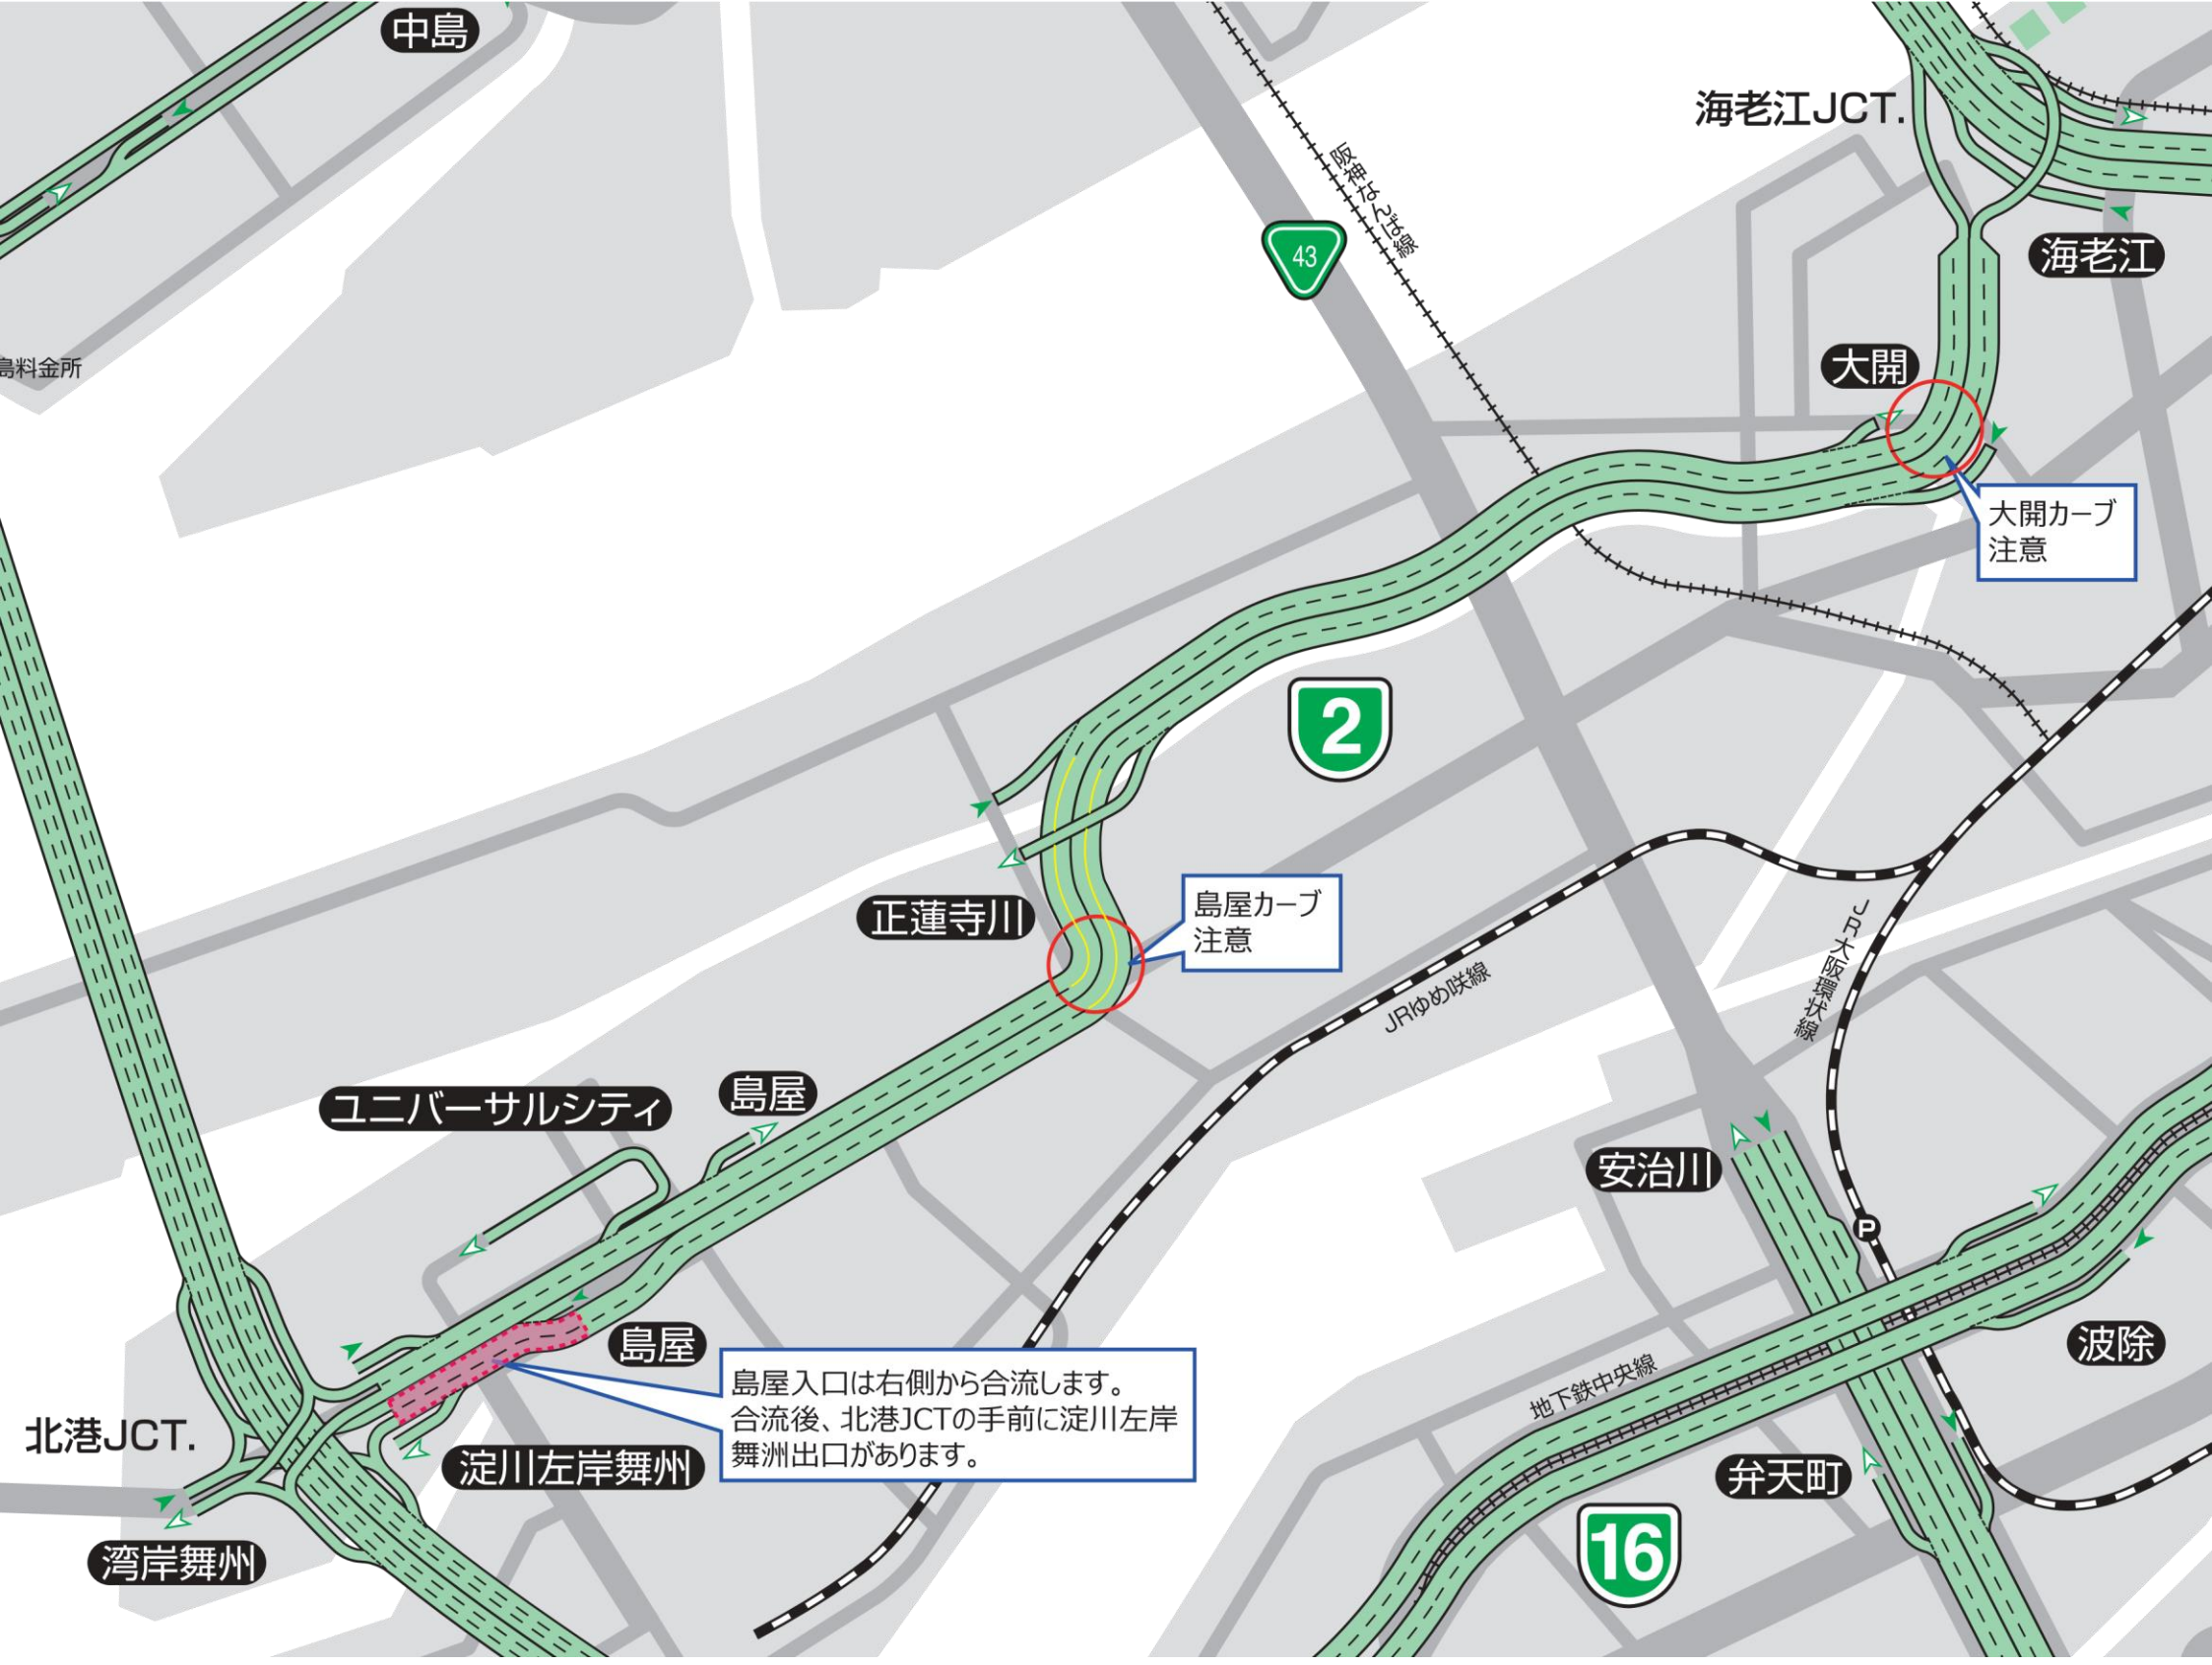 中島
海老江JCT.
阪神なんば線
43
海老江
島料金所
大開
大開カーブ
注意
2
正蓮寺川
島屋カーブ
注意
JR大阪環状線
JRゆめ咲線
ユニバーサルシティ
島屋
安治川
P
島屋
波除
島屋入口は右側から合流します。
合流後、北港JCTの手前に淀川左岸
舞洲出口があります。
地下鉄中央線
北港JCT.
淀川左岸舞州
弁天町
湾岸舞州
16